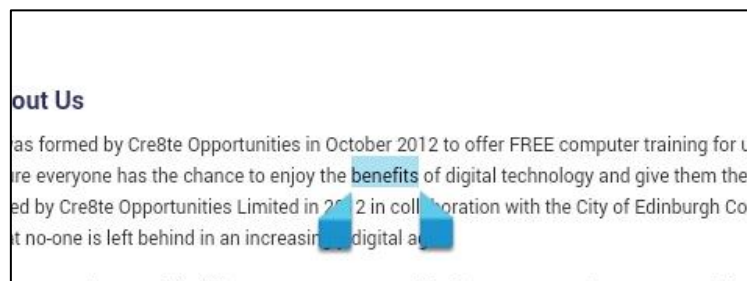 out Us
as formed by Cre8te Opportunities in October 2012 to offer FREE computer training for u
re everyone has the chance to enjoy the benefits of digital technology and give them the
ed by Cre8te Opportunities Limited in 2 2 in coll oration with the City of Edinburgh Co
t no-one is left behind in an increasin digital a